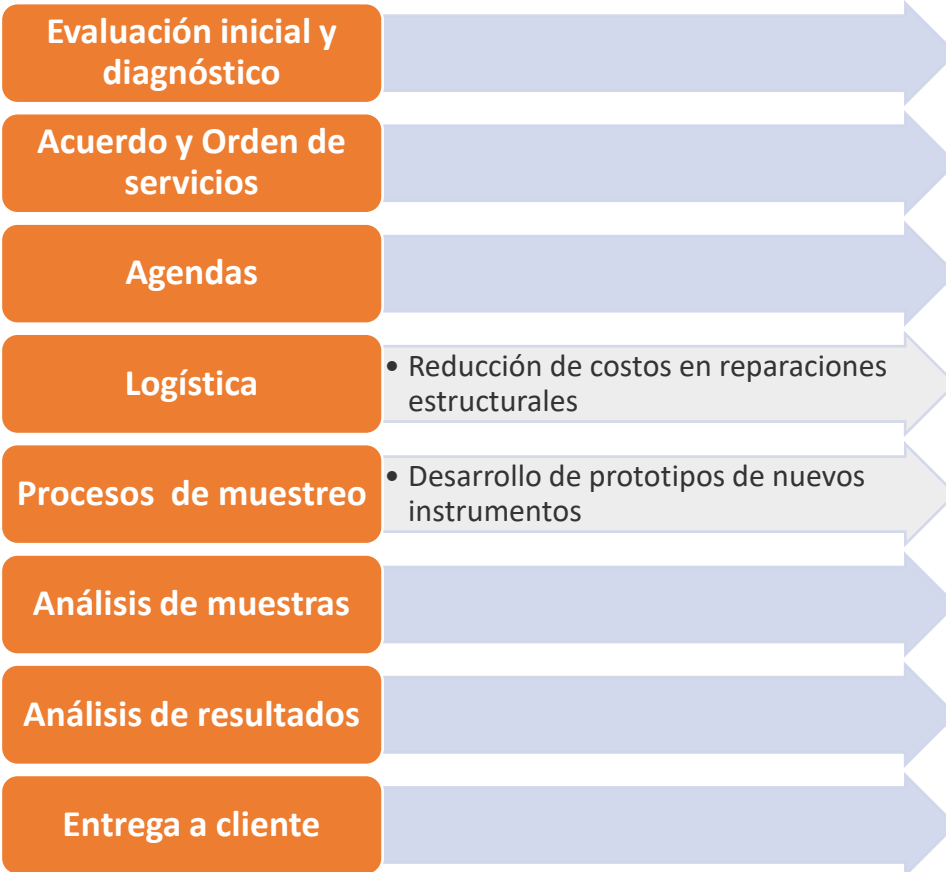 Evaluación inicial y
diagnóstico
Acuerdo y Orden de
servicios
Agendas
Logística
• Reducción de costos en reparaciones
estructurales
Procesos  de muestreo
• Desarrollo de prototipos de nuevos
instrumentos
Análisis de muestras
Análisis de resultados
Entrega a cliente